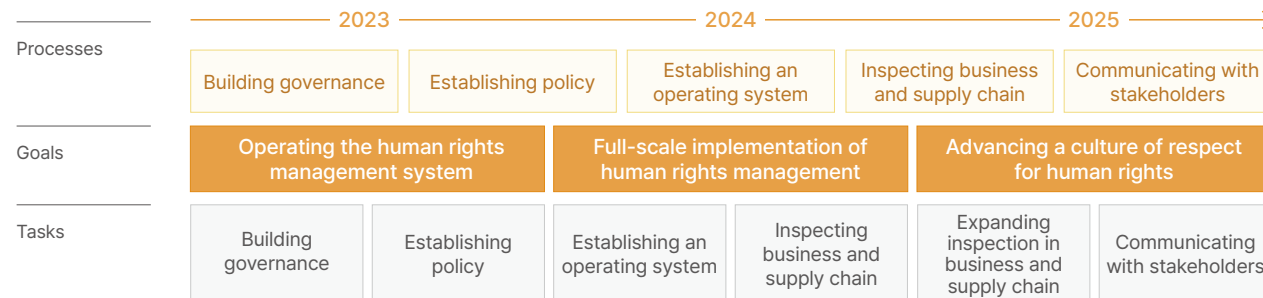 2023
2024
2025
Processes
Building governance
Establishing policy
Establishing an
operating system
Inspecting business
and supply chain
Communicating with
stakeholders
Goals
Operating the human rights
management system
Full-scale implementation of
human rights management
Advancing a culture of respect
for human rights
Tasks
Building
governance
Establishing
policy
Establishing an
operating system
Inspecting
business and
supply chain
Expanding
inspection in
business and
supply chain
Communicating
with stakeholders